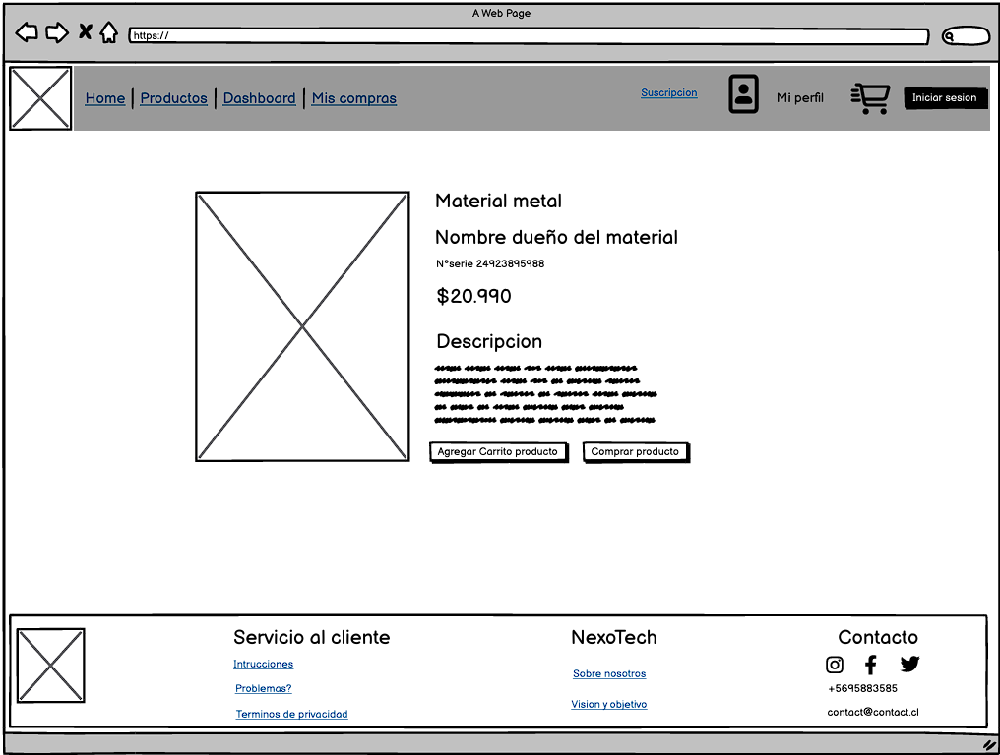 A Web Page
https://
Home | Productos | Dashboard | Mis compras
Suscripcion
Mi perfil
Iniciar sesion
Material metal
Nombre dueño del material
N°serie 24923895988
$20.990
Descripcion
Agregar Carrito producto
Comprar producto
Servicio al cliente
Intrucciones
Problemas?
Terminos de privacidad
NexoTech
Sobre nosotros
Vision y objetivo
Contacto
+5695883585
contact@contact.cl